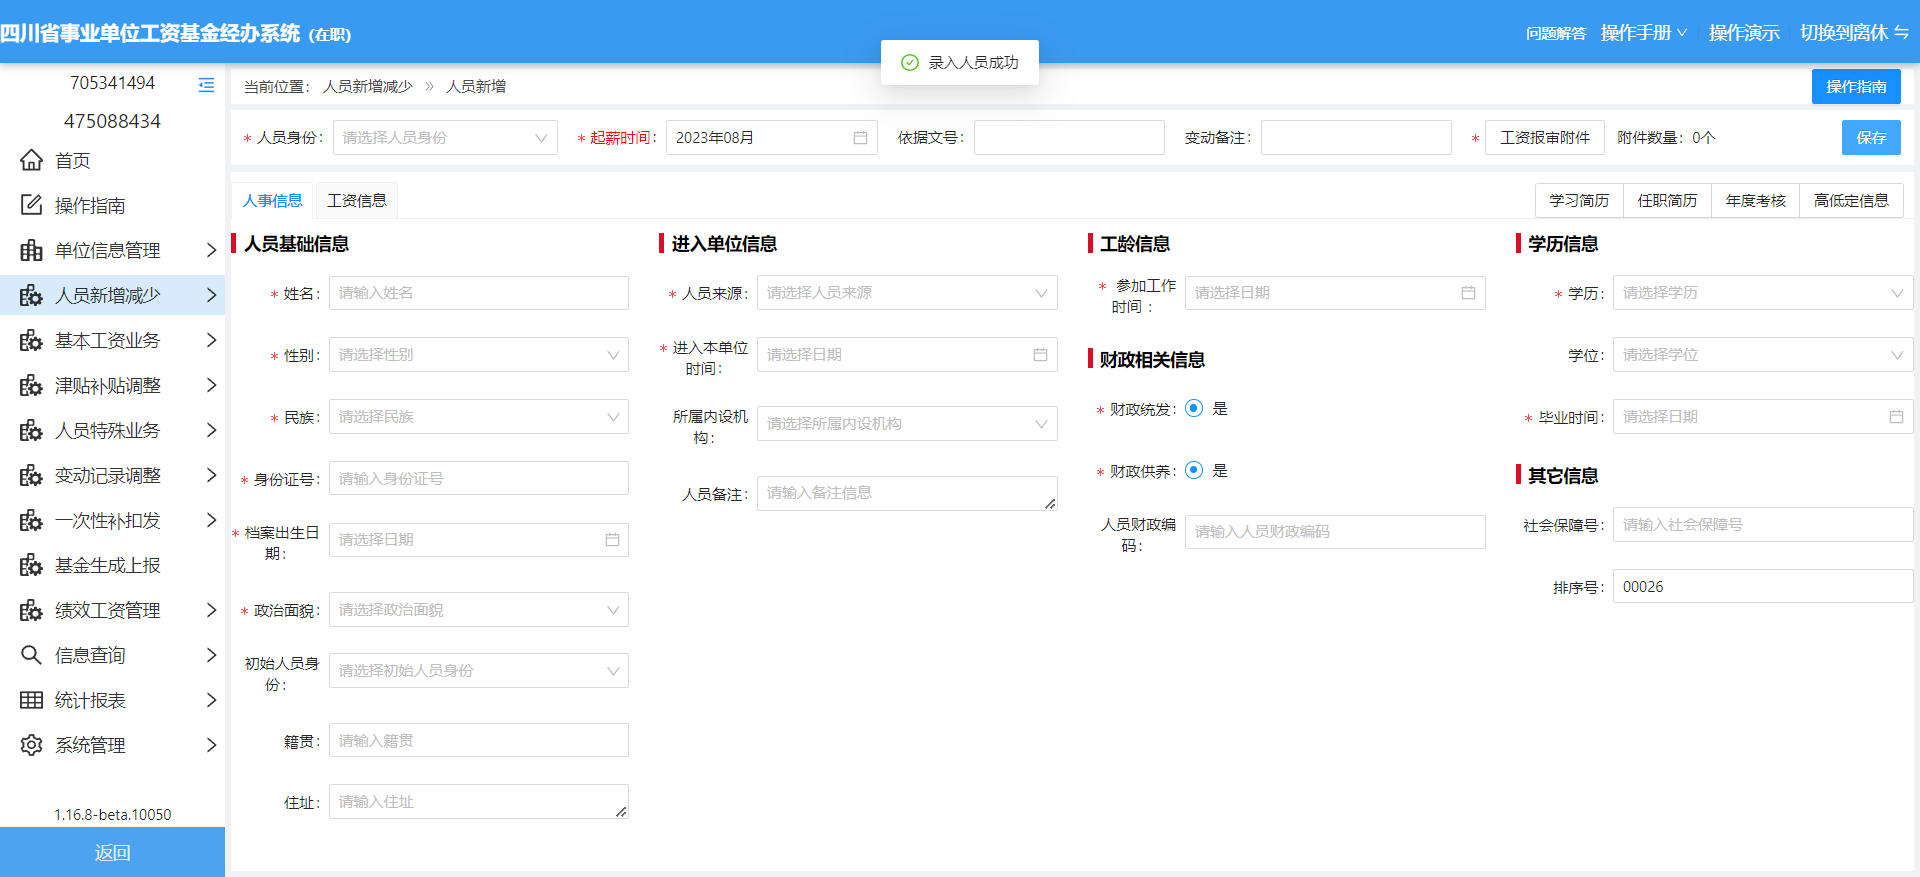 四川省事业单位工资基金经办系统 (在职)
问题解答 操作手册 操作演示 切换到离休
录入人员成功
705341494
475088434
首页
操作指南
单位信息管理
人员新增减少
基本工资业务
津贴补贴调整
人员特殊业务
变动记录调整
一次性补扣发
基金生成上报
绩效工资管理
信息查询
统计报表
系统管理
1.16.8-beta.10050
返回
当前位置： 人员新增减少 » 人员新增
操作指南
* 人员身份： 请选择人员身份 * 起薪时间： 2023年08月 依据文号： 变动备注： * 工资报审附件 附件数量：0个 保存
人事信息 工资信息
学习简历 任职简历 年度考核 高低定信息
人员基础信息
* 姓名： 请输入姓名
* 性别： 请选择性别
* 民族： 请选择民族
* 身份证号： 请输入身份证号
* 档案出生日
期： 请选择日期
* 政治面貌： 请选择政治面貌
初始人员身
份： 请选择初始人员身份
籍贯： 请输入籍贯
住址： 请输入住址
进入单位信息
* 人员来源： 请选择人员来源
* 进入本单位
时间： 请选择日期
所属内设机
构： 请选择所属内设机构
人员备注： 请输入备注信息
工龄信息
* 参加工作
时间 ： 请选择日期
财政相关信息
* 财政统发： 是
* 财政供养： 是
人员财政编
码： 请输入人员财政编码
学历信息
* 学历： 请选择学历
学位： 请选择学位
* 毕业时间： 请选择日期
其它信息
社会保障号： 请输入社会保障号
排序号： 00026